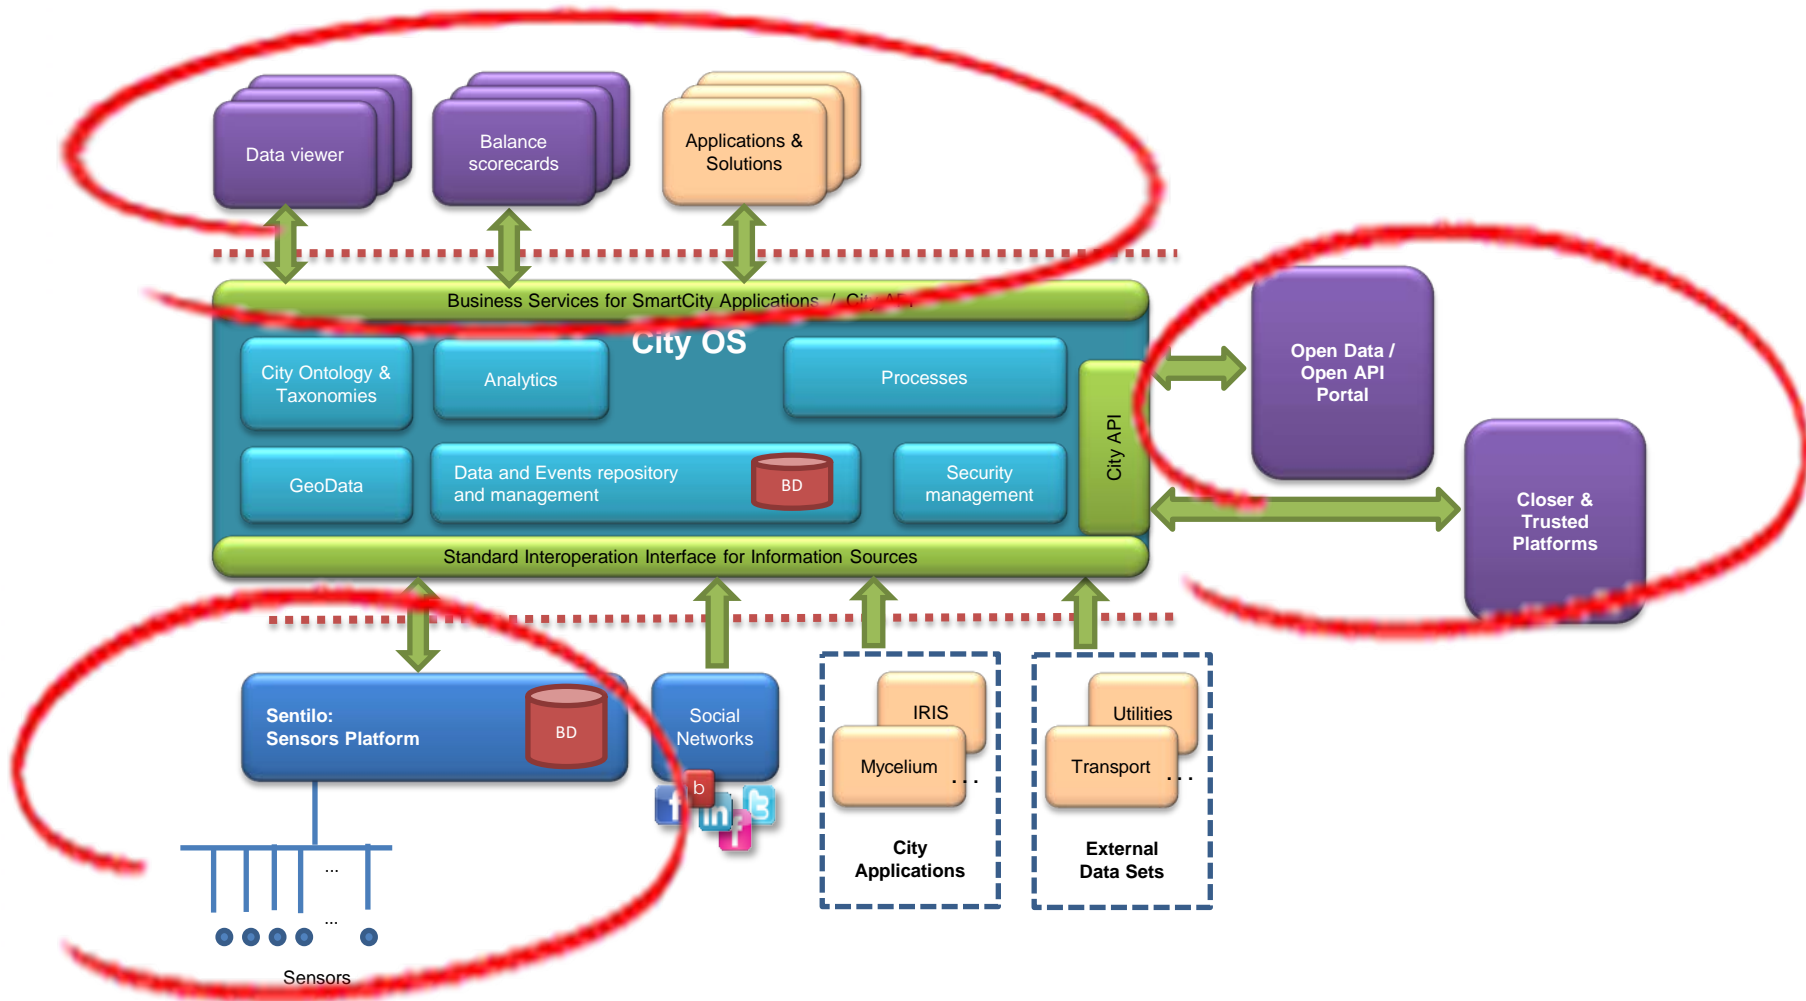 Data viewer
Balance
scorecards
Applications &
Solutions
Business Services for SmartCity Applications / City API
City OS
City Ontology &
Taxonomies
Analytics
Processes
GeoData
Data and Events repository
and management
BD
Security
management
City API
Open Data /
Open API
Portal
Closer &
Trusted
Platforms
Standard Interoperation Interface for Information Sources
Sentilo:
Sensors Platform
BD
Social
Networks
f
b
in
t
f
IRIS
Mycelium
. . .
City
Applications
Utilities
Transport
. . .
External
Data Sets
...
...
Sensors